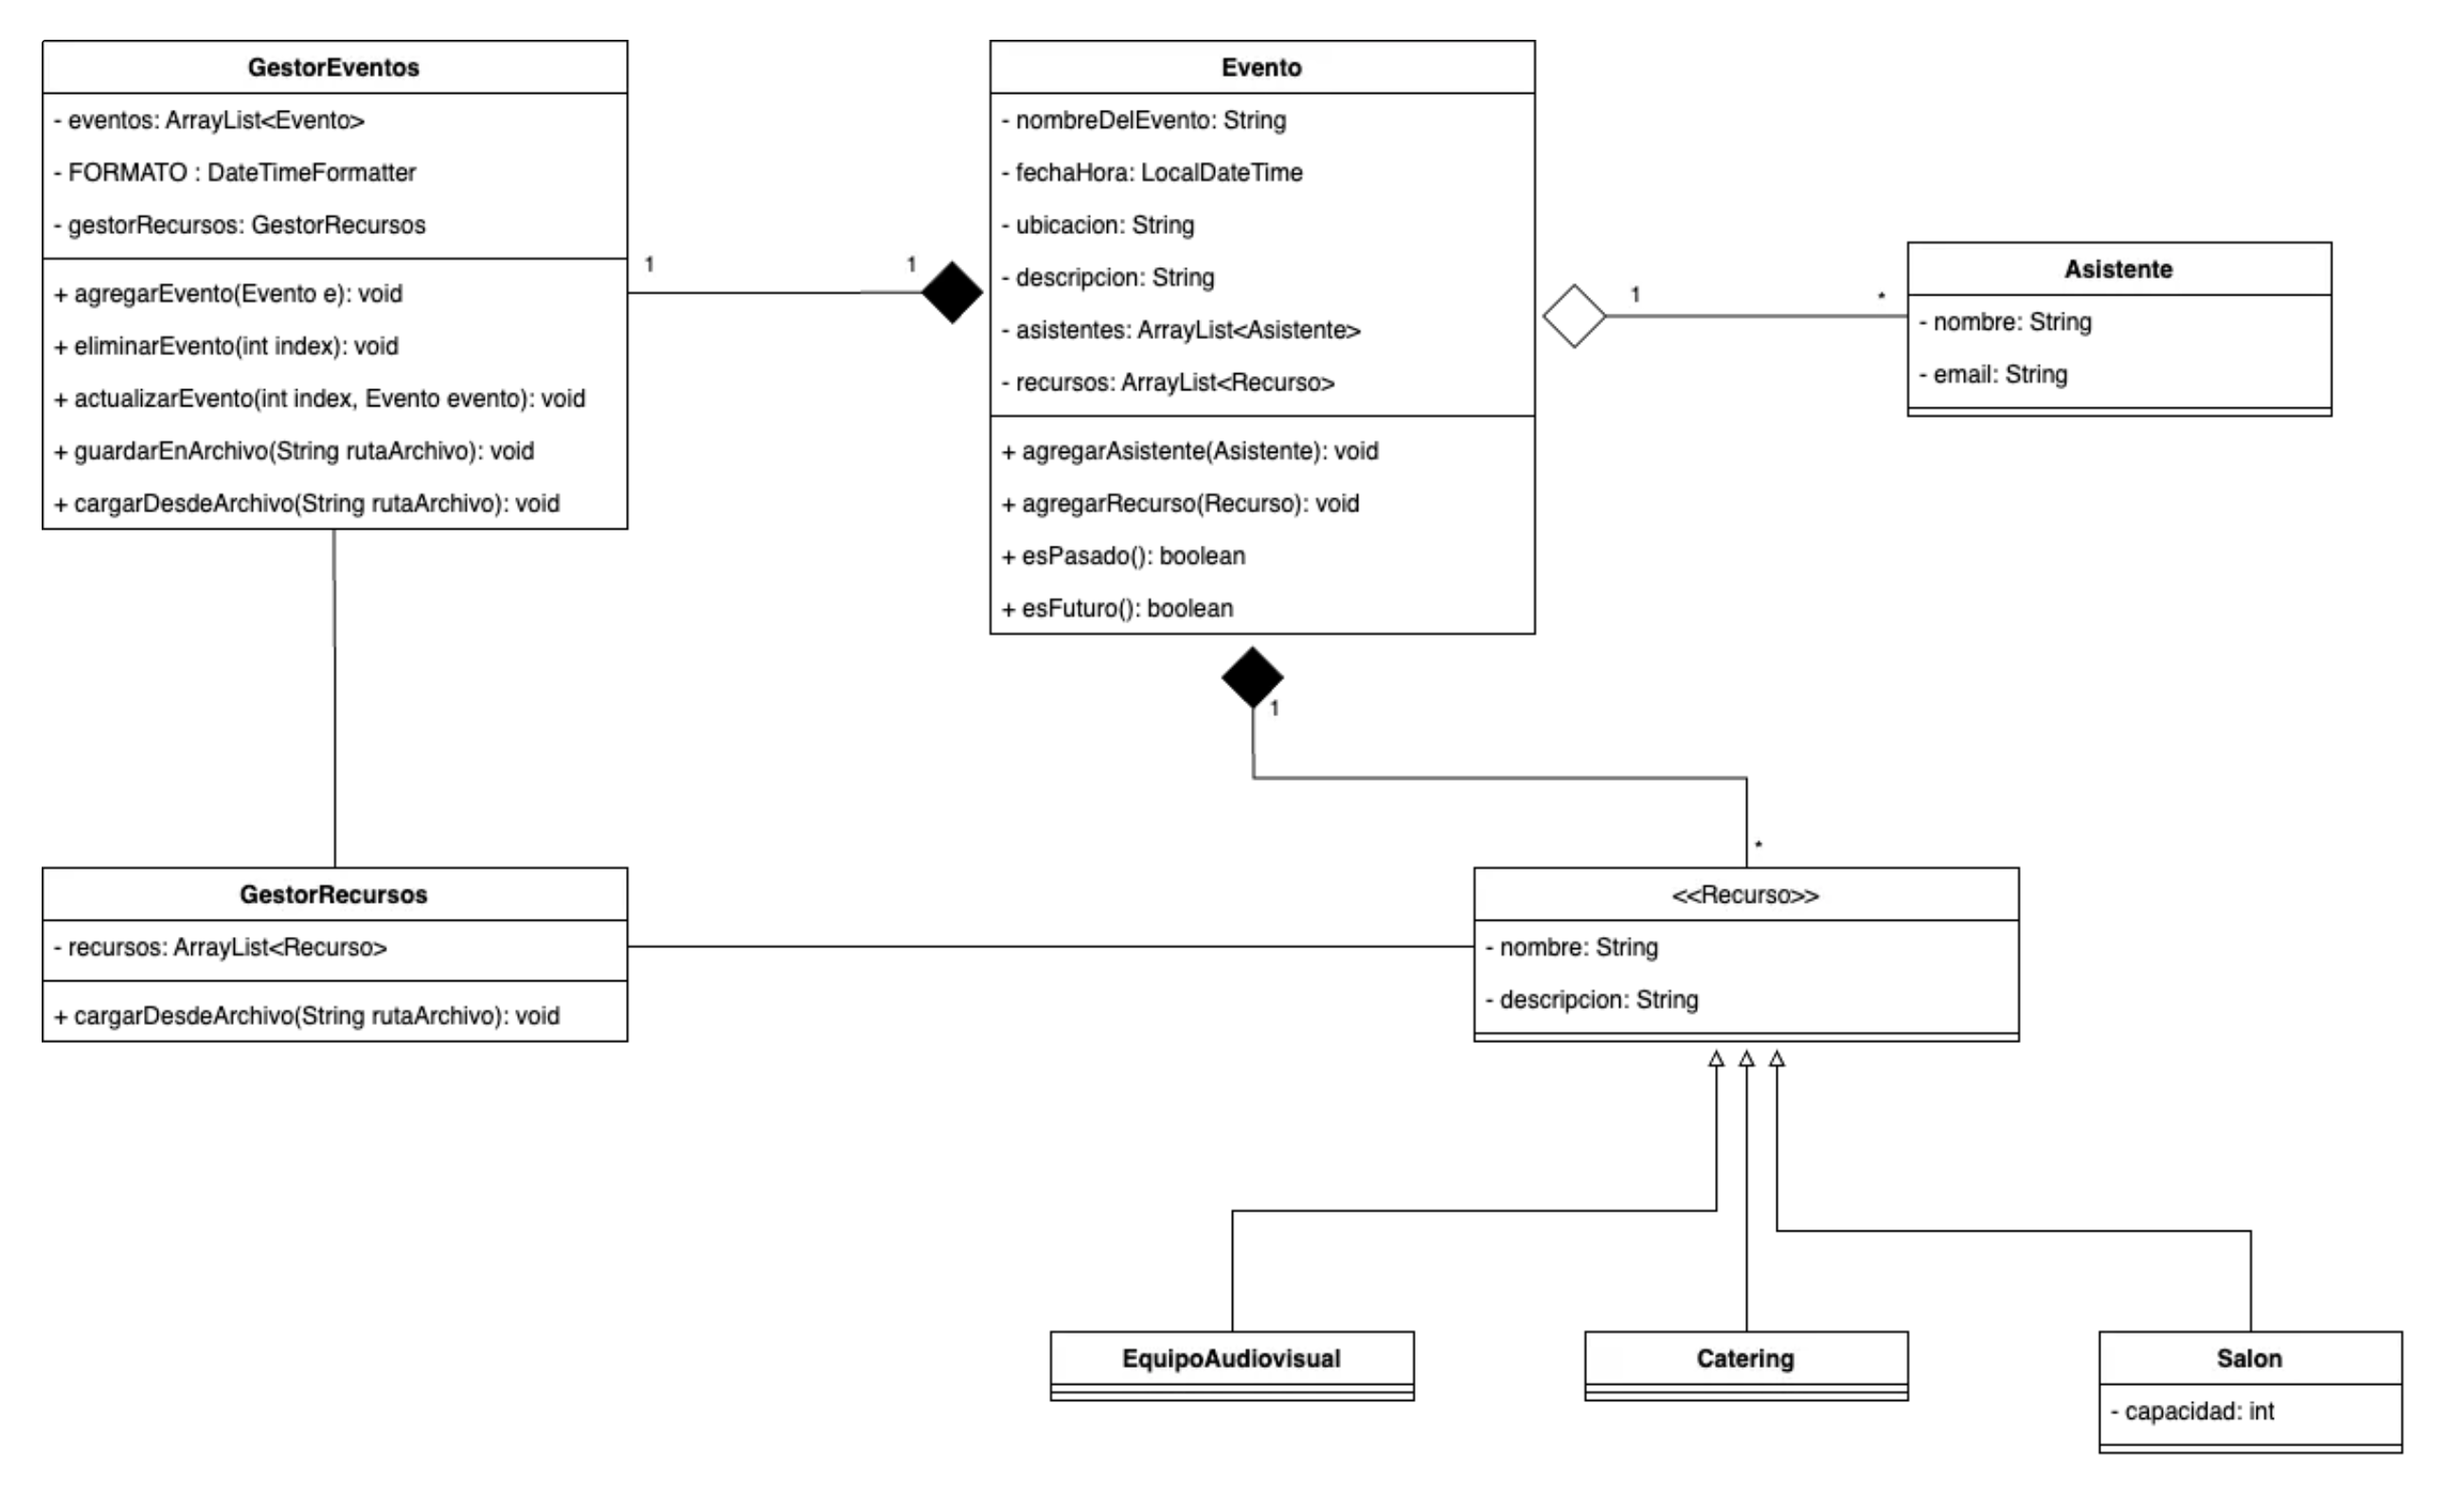 GestorEventos
- eventos: ArrayList<Evento>
- FORMATO : DateTimeFormatter
- gestorRecursos: GestorRecursos
+ agregarEvento(Evento e): void
+ eliminarEvento(int index): void
+ actualizarEvento(int index, Evento evento): void
+ guardarEnArchivo(String rutaArchivo): void
+ cargarDesdeArchivo(String rutaArchivo): void
1
1
Evento
- nombreDelEvento: String
- fechaHora: LocalDateTime
- ubicacion: String
- descripcion: String
- asistentes: ArrayList<Asistente>
- recursos: ArrayList<Recurso>
+ agregarAsistente(Asistente): void
+ agregarRecurso(Recurso): void
+ esPasado(): boolean
+ esFuturo(): boolean
1
*
Asistente
- nombre: String
- email: String
1
*
GestorRecursos
- recursos: ArrayList<Recurso>
+ cargarDesdeArchivo(String rutaArchivo): void
<<Recurso>>
- nombre: String
- descripcion: String
EquipoAudiovisual
Catering
Salon
- capacidad: int